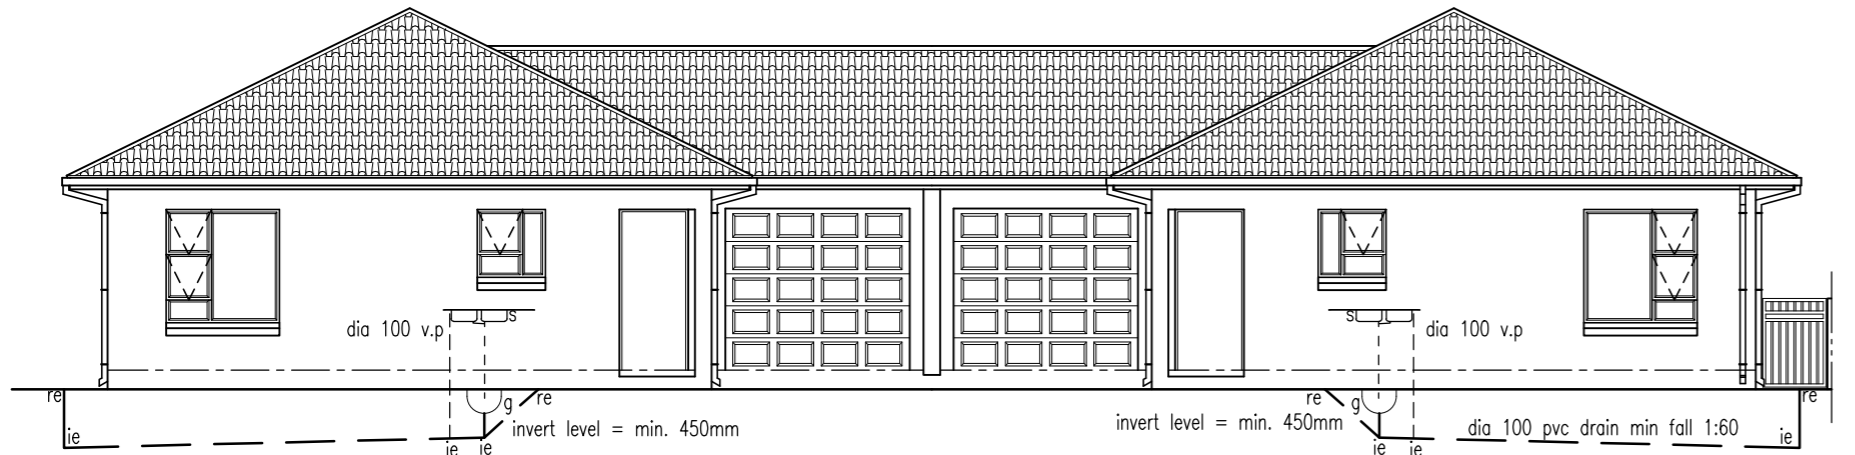 s
s
dia 100 v.p
dia 100 v.p
re
g
re
re
g
re
invert level = min. 450mm
invert level = min. 450mm
dia 100 pvc drain min fall 1:60
ie
ie
ie
ie
ie
ie